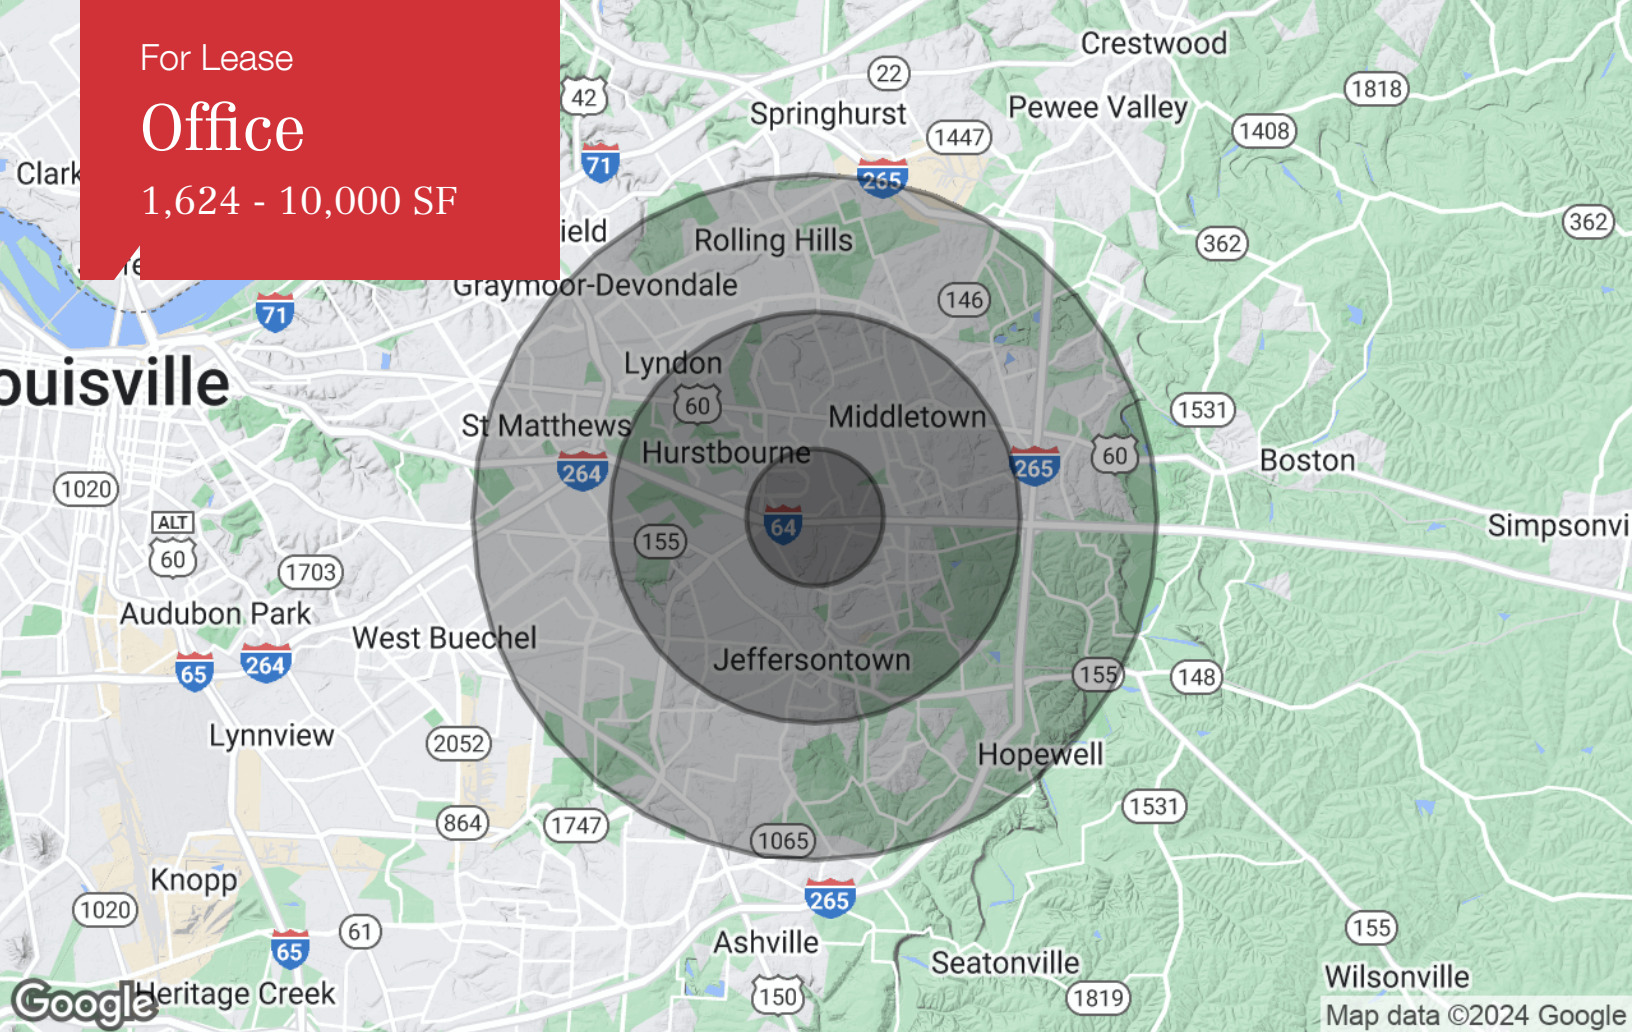 For Lease
Office
1,624 - 10,000 SF
Crestwood
22
1818
42
Springhurst
Pewee Valley
1447
1408
71
Clark
265
362
ield
Rolling Hills
362
Graymoor-Devondale
146
71
Lyndon
ouisville
60
Middletown
1531
St Matthews
Hurstbourne
60
Boston
264
265
1020
ALT
64
Simpsonvi
155
60
1703
Audubon Park
West Buechel
Jeffersontown
65
264
155
148
Lynnview
2052
Hopewell
1531
864
1747
1065
Knopp
265
1020
61
155
65
Ashville
Seatonville
Wilsonville
Heritage Creek
150
1819
Google
Map data ©2024 Google